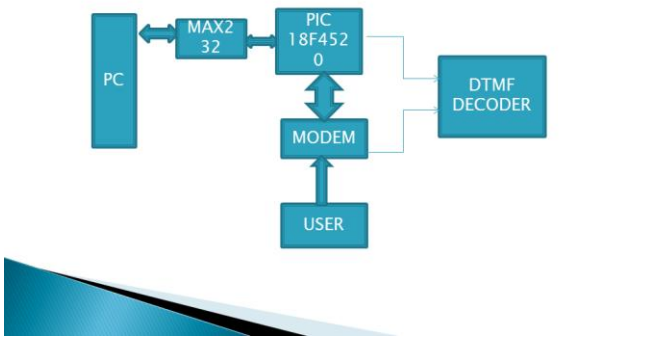 PC
MAX2
32
PIC
18F452
0
DTMF
DECODER
MODEM
USER